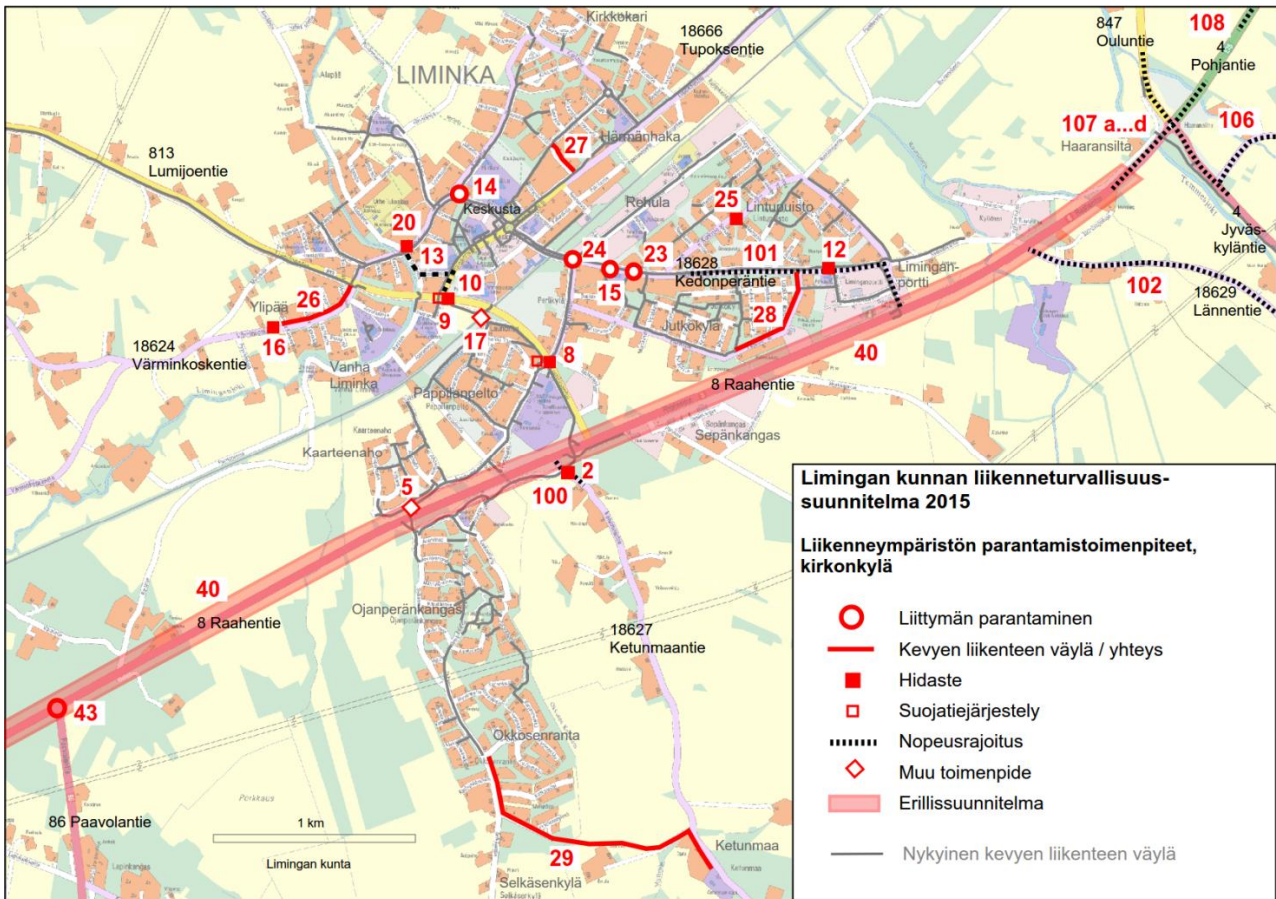 Kirkkokari
18666
Tupoksentie
847
Ouluntie
108
4
Pohjantie
LIMINKA
107 a...d
106
Haaransilta
Härmänhaka
27
813
Lumijoentie
14
Keskusta
Rehula
25
Lintupuisto
20
13
24
23
101
12
4
Jyväs-
kyläntie
18628
Kedonperäntie
15
Limingan-
portti
102
18629
Lännentie
10
9
26
Ylipää
16
17
28
Jutkokylä
40
18624
Värminkoskentie
Vanha
Liminka
8
8 Raahentie
Pappilanpelto
Sepänkangas
Kaarteenaho
2
100
5
40
8 Raahentie
Ojanperänkangas
18627
Ketunmaantie
43
Okkosenranta
86 Paavolantie
1 km
Limingan kunta
29
Selkäsenkylä
Ketunmaa
Limingan kunnan liikenneturvallisuus-
suunnitelma 2015
Liikenneympäristön parantamistoimenpiteet,
kirkonkylä
Liittymän parantaminen
Kevyen liikenteen väylä / yhteys
Hidaste
Suojatiejärjestely
Nopeusrajoitus
Muu toimenpide
Erillissuunnitelma
Nykyinen kevyen liikenteen väylä